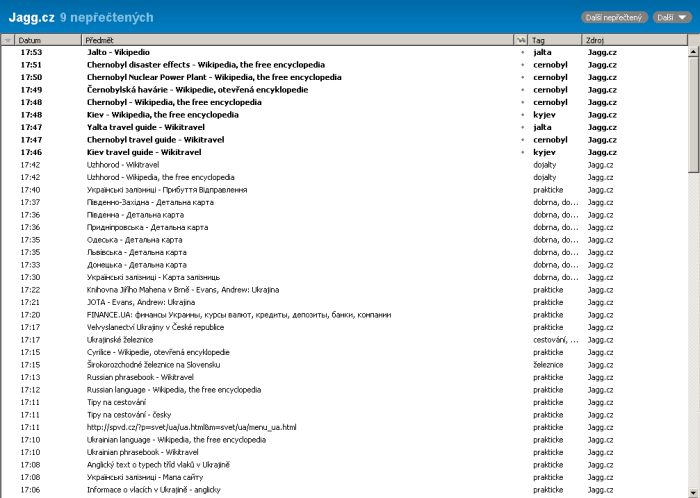 Jagg.cz 9 nepřečtených Další nepřečtený Další
Datum Předmět Tag Zdroj
17:53 Jalto - Vikipedio jalta Jagg.cz
17:51 Chernobyl disaster effects - Wikipedia, the free encyclopedia cernobyl Jagg.cz
17:50 Chernobyl Nuclear Power Plant - Wikipedia, the free encyclopedia cernobyl Jagg.cz
17:49 Černobylská havárie - Wikipedie, otevřená encyklopedie cernobyl Jagg.cz
17:48 Chernobyl - Wikipedia, the free encyclopedia cernobyl Jagg.cz
17:48 Kiev - Wikipedia, the free encyclopedia kyjev Jagg.cz
17:47 Yalta travel guide - Wikitravel jalta Jagg.cz
17:47 Chernobyl travel guide - Wikitravel cernobyl Jagg.cz
17:46 Kiev travel guide - Wikitravel kyjev Jagg.cz
17:42 Uzhhorod - Wikitravel dojalty Jagg.cz
17:42 Uzhhorod - Wikipedia, the free encyclopedia dojalty Jagg.cz
17:40 Українські залізниці - Прибуття Відправлення prakticke Jagg.cz
17:37 Південно-Західна - Детальна карта dobrna, do... Jagg.cz
17:36 Південна - Детальна карта dobrna, do... Jagg.cz
17:36 Придніпровська - Детальна карта dobrna, do... Jagg.cz
17:35 Одеська - Детальна карта dobrna, do... Jagg.cz
17:35 Львівська - Детальна карта dobrna, do... Jagg.cz
17:33 Донецька - Детальна карта dobrna, do... Jagg.cz
17:30 Українські залізниці - Карта залізниць dobrna, do... Jagg.cz
17:22 Knihovna Jiřího Mahena v Brně - Evans, Andrew: Ukrajina prakticke Jagg.cz
17:21 JOTA - Evans, Andrew: Ukrajina prakticke Jagg.cz
17:20 FINANCE.UA: финансы Украины, курсы валют, кредиты, депозиты, банки, компании prakticke Jagg.cz
17:17 Velvyslanectví Ukrajiny v České republice prakticke Jagg.cz
17:17 Ukrajinské železnice cestování, ... Jagg.cz
17:15 Cyrilice - Wikipedie, otevřená encyklopedie prakticke Jagg.cz
17:15 Širokorozchodné železnice na Slovensku železnice Jagg.cz
17:13 Russian phrasebook - Wikitravel prakticke Jagg.cz
17:12 Russian language - Wikipedia, the free encyclopedia prakticke Jagg.cz
17:11 Tipy na cestování prakticke Jagg.cz
17:11 Tipy na cestování - česky prakticke Jagg.cz
17:11 http://spvd.cz/?p=svet/ua/ua.html&m=svet/ua/menu_ua.html prakticke Jagg.cz
17:10 Ukrainian language - Wikipedia, the free encyclopedia prakticke Jagg.cz
17:10 Ukrainian phrasebook - Wikitravel prakticke Jagg.cz
17:08 Anglický text o typech tříd vlaků v Ukrajině prakticke Jagg.cz
17:08 Українські залізниці - Мапа сайту prakticke Jagg.cz
17:06 Informace o vlacích v Ukrajině - anglicky prakticke Jagg.cz